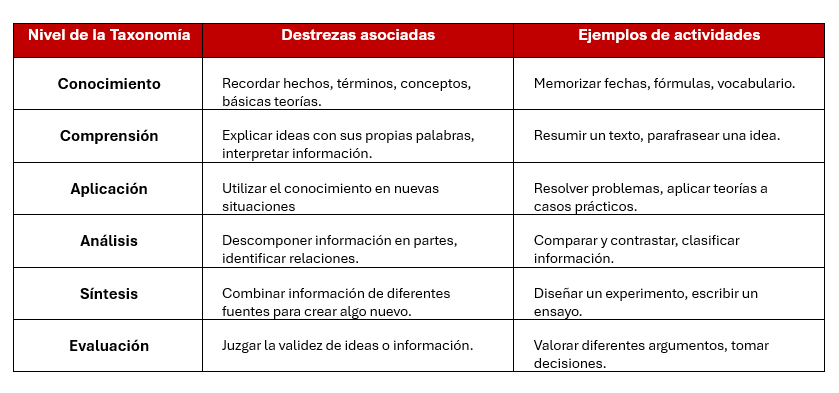 Nivel de la Taxonomía Destrezas asociadas Ejemplos de actividades
Conocimiento Recordar hechos, términos, conceptos, Memorizar fechas, fórmulas, vocabulario.
básicas teorías.
Comprensión Explicar ideas con sus propias palabras, Resumir un texto, parafrasear una idea.
interpretar información.
Aplicación Utilizar el conocimiento en nuevas Resolver problemas, aplicar teorías a
situaciones casos prácticos.
Análisis Descomponer información en partes, Comparar y contrastar, clasificar
identificar relaciones. información.
Síntesis Combinar información de diferentes Diseñar un experimento, escribir un
fuentes para crear algo nuevo. ensayo.
Evaluación Juzgar la validez de ideas o información. Valorar diferentes argumentos, tomar
decisiones.